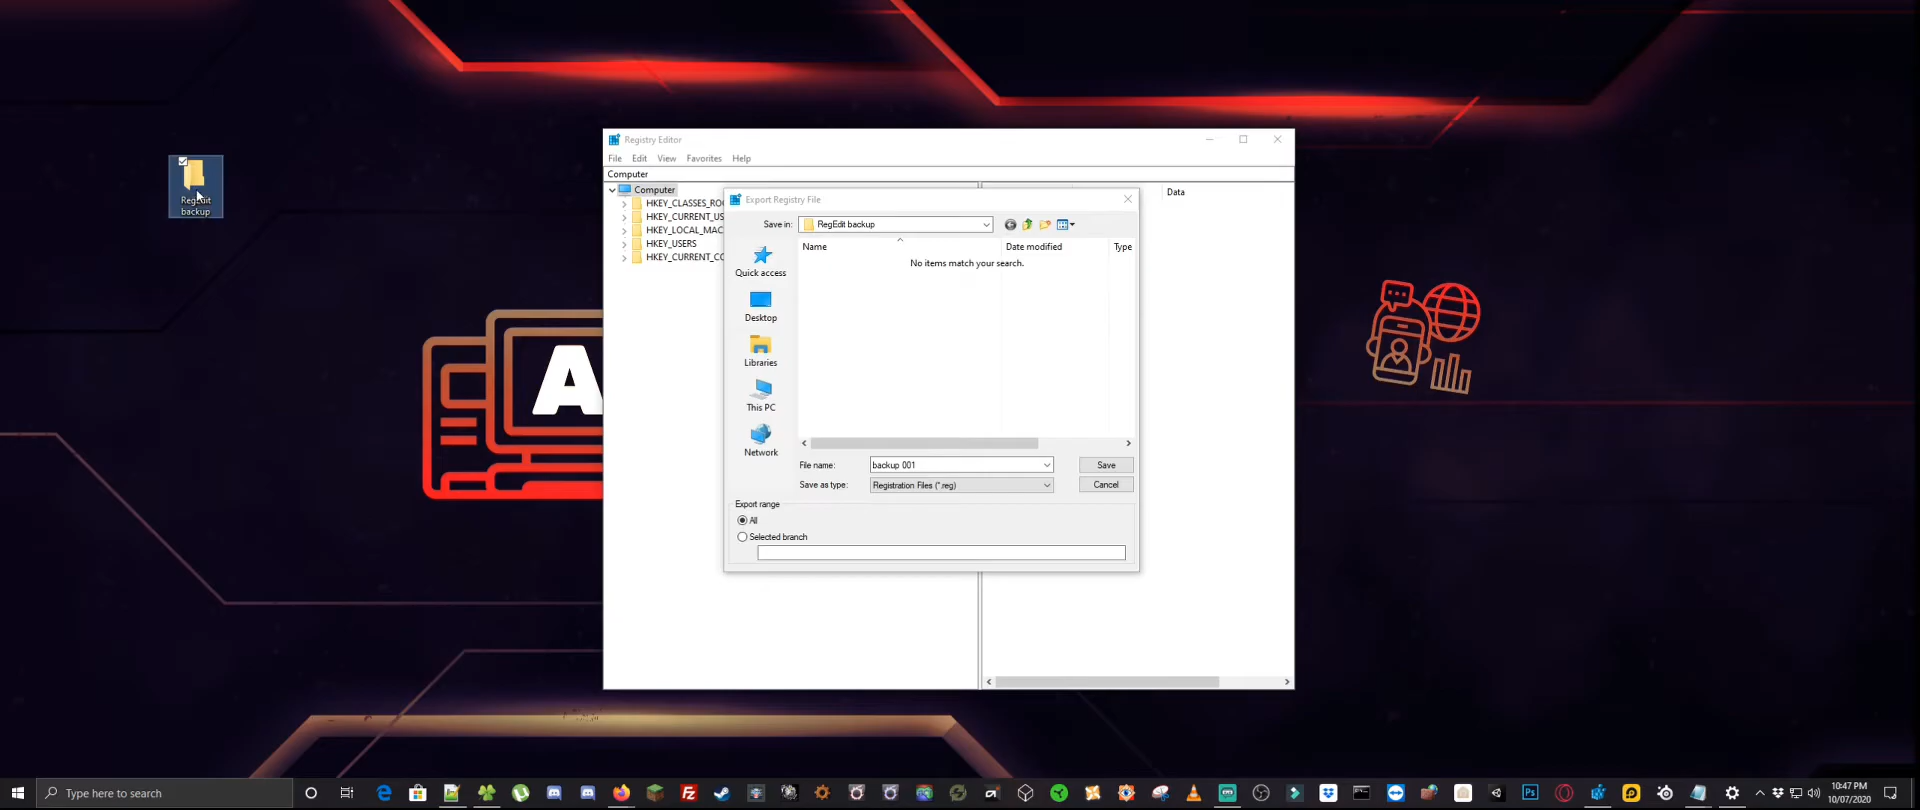 RegEdit
backup
Registry Editor
File Edit View Favorites Help
Computer
Computer
HKEY_CLASSES_ROO
HKEY_CURRENT_US
HKEY_LOCAL_MAC
HKEY_USERS
HKEY_CURRENT_CO
Data
Export Registry File
Save in: RegEdit backup
Name Date modified Type
No items match your search.
Quick access
Desktop
Libraries
This PC
Network
File name: backup 001 Save
Save as type: Registration Files (*.reg) Cancel
Export range
All
Selected branch
A
Type here to search
10:47 PM
10/07/2020